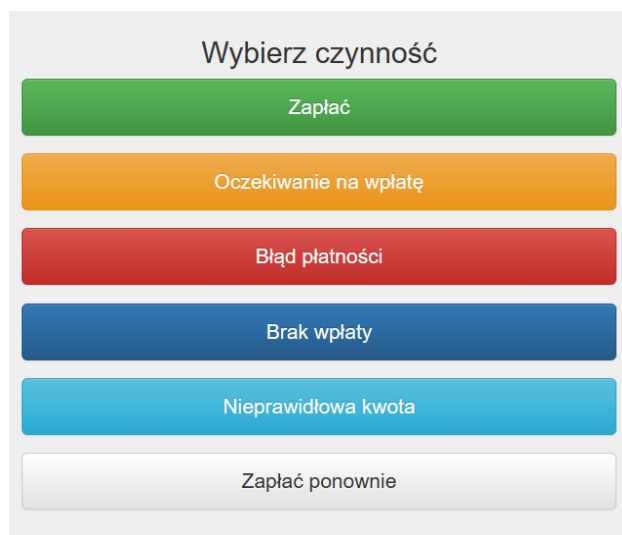 Wybierz czynność
Zapłać
Oczekiwanie na wpłatę
Błąd płatności
Brak wpłaty
Nieprawidłowa kwota
Zapłać ponownie